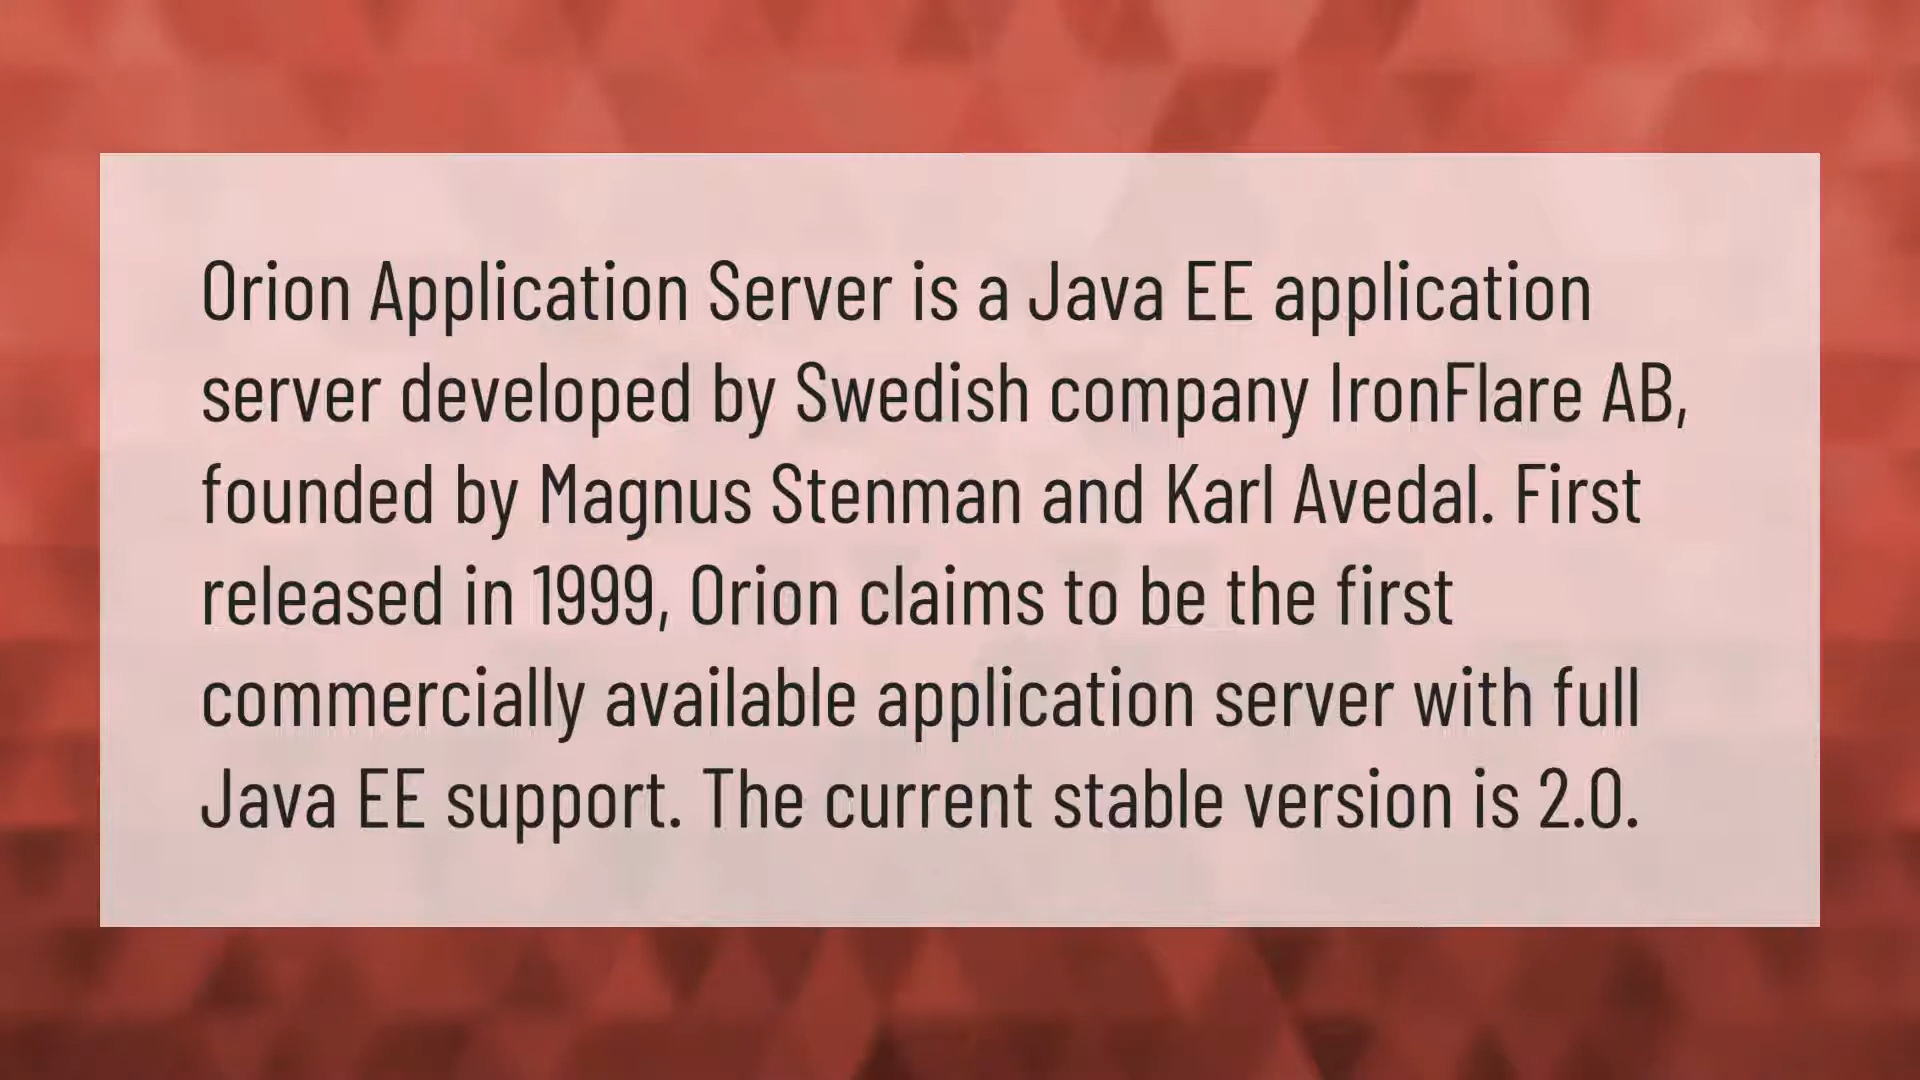 Orion Application Server is a Java EE application
server developed by Swedish company IronFlare AB,
founded by Magnus Stenman and Karl Avedal. First
released in 1999, Orion claims to be the first
commercially available application server with full
Java EE support. The current stable version is 2.0.